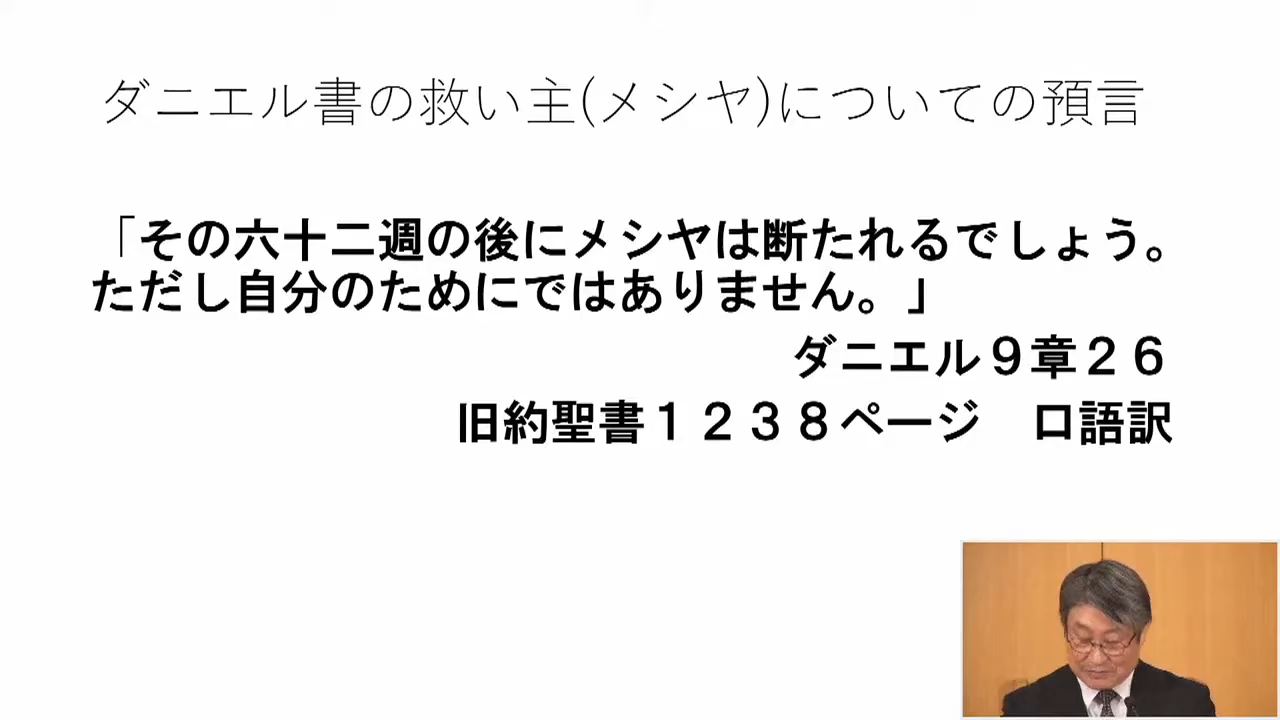 ダニエル書の救い主(メシヤ)についての預言
「その六十二週の後にメシヤは断たれるでしょう。
ただし自分のためにではありません。」
ダニエル９章２６
旧約聖書１２３８ページ　口語訳